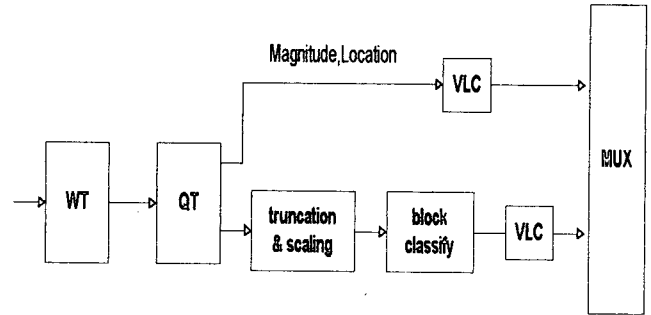 Magnitude,Location
VLC
MUX
WT
QT
truncation
& scaling
block
classify
VLC